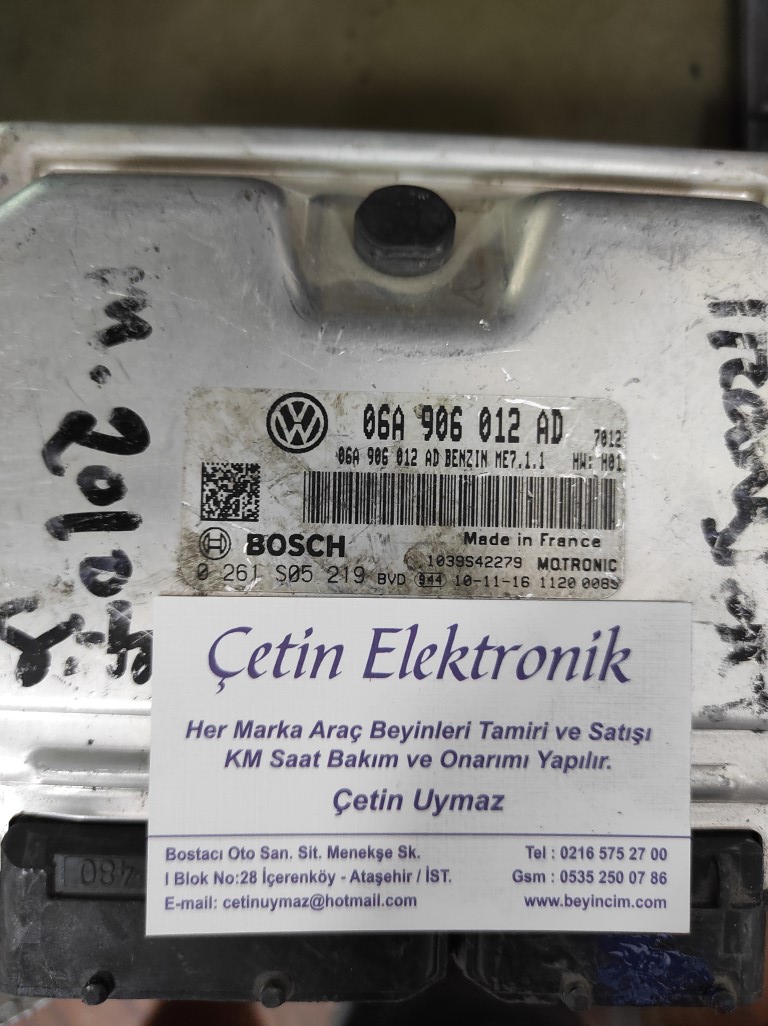 m. 2010
06A 906 012 AD 7012
06A 906 012 AD BENZIN ME7.1.1 HW: H01
BOSCH Made in France
1039S42279 MOTRONIC
0 261 S05 219 BVD 944 10-11-16 1120 0089
Çetin Elektronik
Her Marka Araç Beyinleri Tamiri ve Satışı
KM Saat Bakım ve Onarımı Yapılır.
Çetin Uymaz
Bostacı Oto San. Sit. Menekşe Sk.
I Blok No:28 İçerenköy - Ataşehir / İST.
E-mail: cetinuymaz@hotmail.com
Tel : 0216 575 27 00
Gsm : 0535 250 07 86
www.beyincim.com